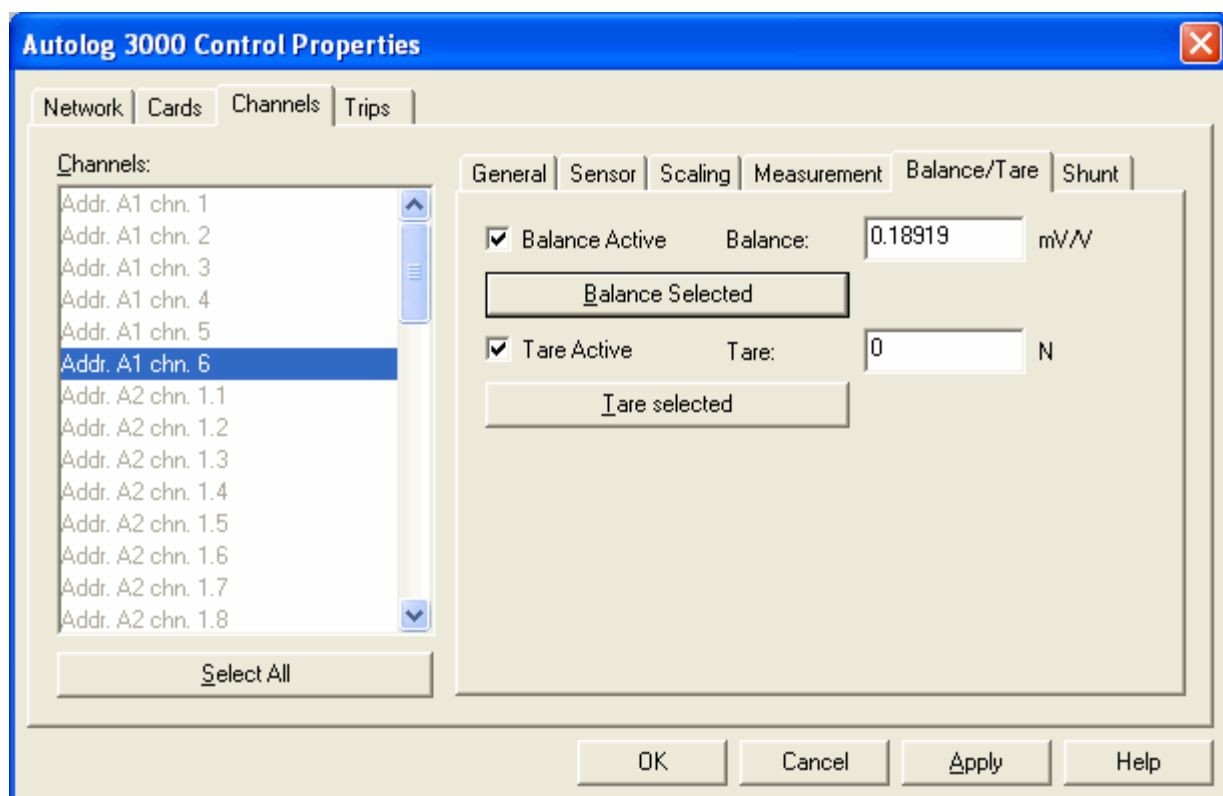 Autolog 3000 Control Properties
Network Cards Channels Trips
Channels:
Addr. A1 chn. 1
Addr. A1 chn. 2
Addr. A1 chn. 3
Addr. A1 chn. 4
Addr. A1 chn. 5
Addr. A1 chn. 6
Addr. A2 chn. 1.1
Addr. A2 chn. 1.2
Addr. A2 chn. 1.3
Addr. A2 chn. 1.4
Addr. A2 chn. 1.5
Addr. A2 chn. 1.6
Addr. A2 chn. 1.7
Addr. A2 chn. 1.8
Select All
General Sensor Scaling Measurement Balance/Tare Shunt
Balance Active Balance: 0.18919 mV/V
Balance Selected
Tare Active Tare: 0 N
Tare selected
OK Cancel Apply Help